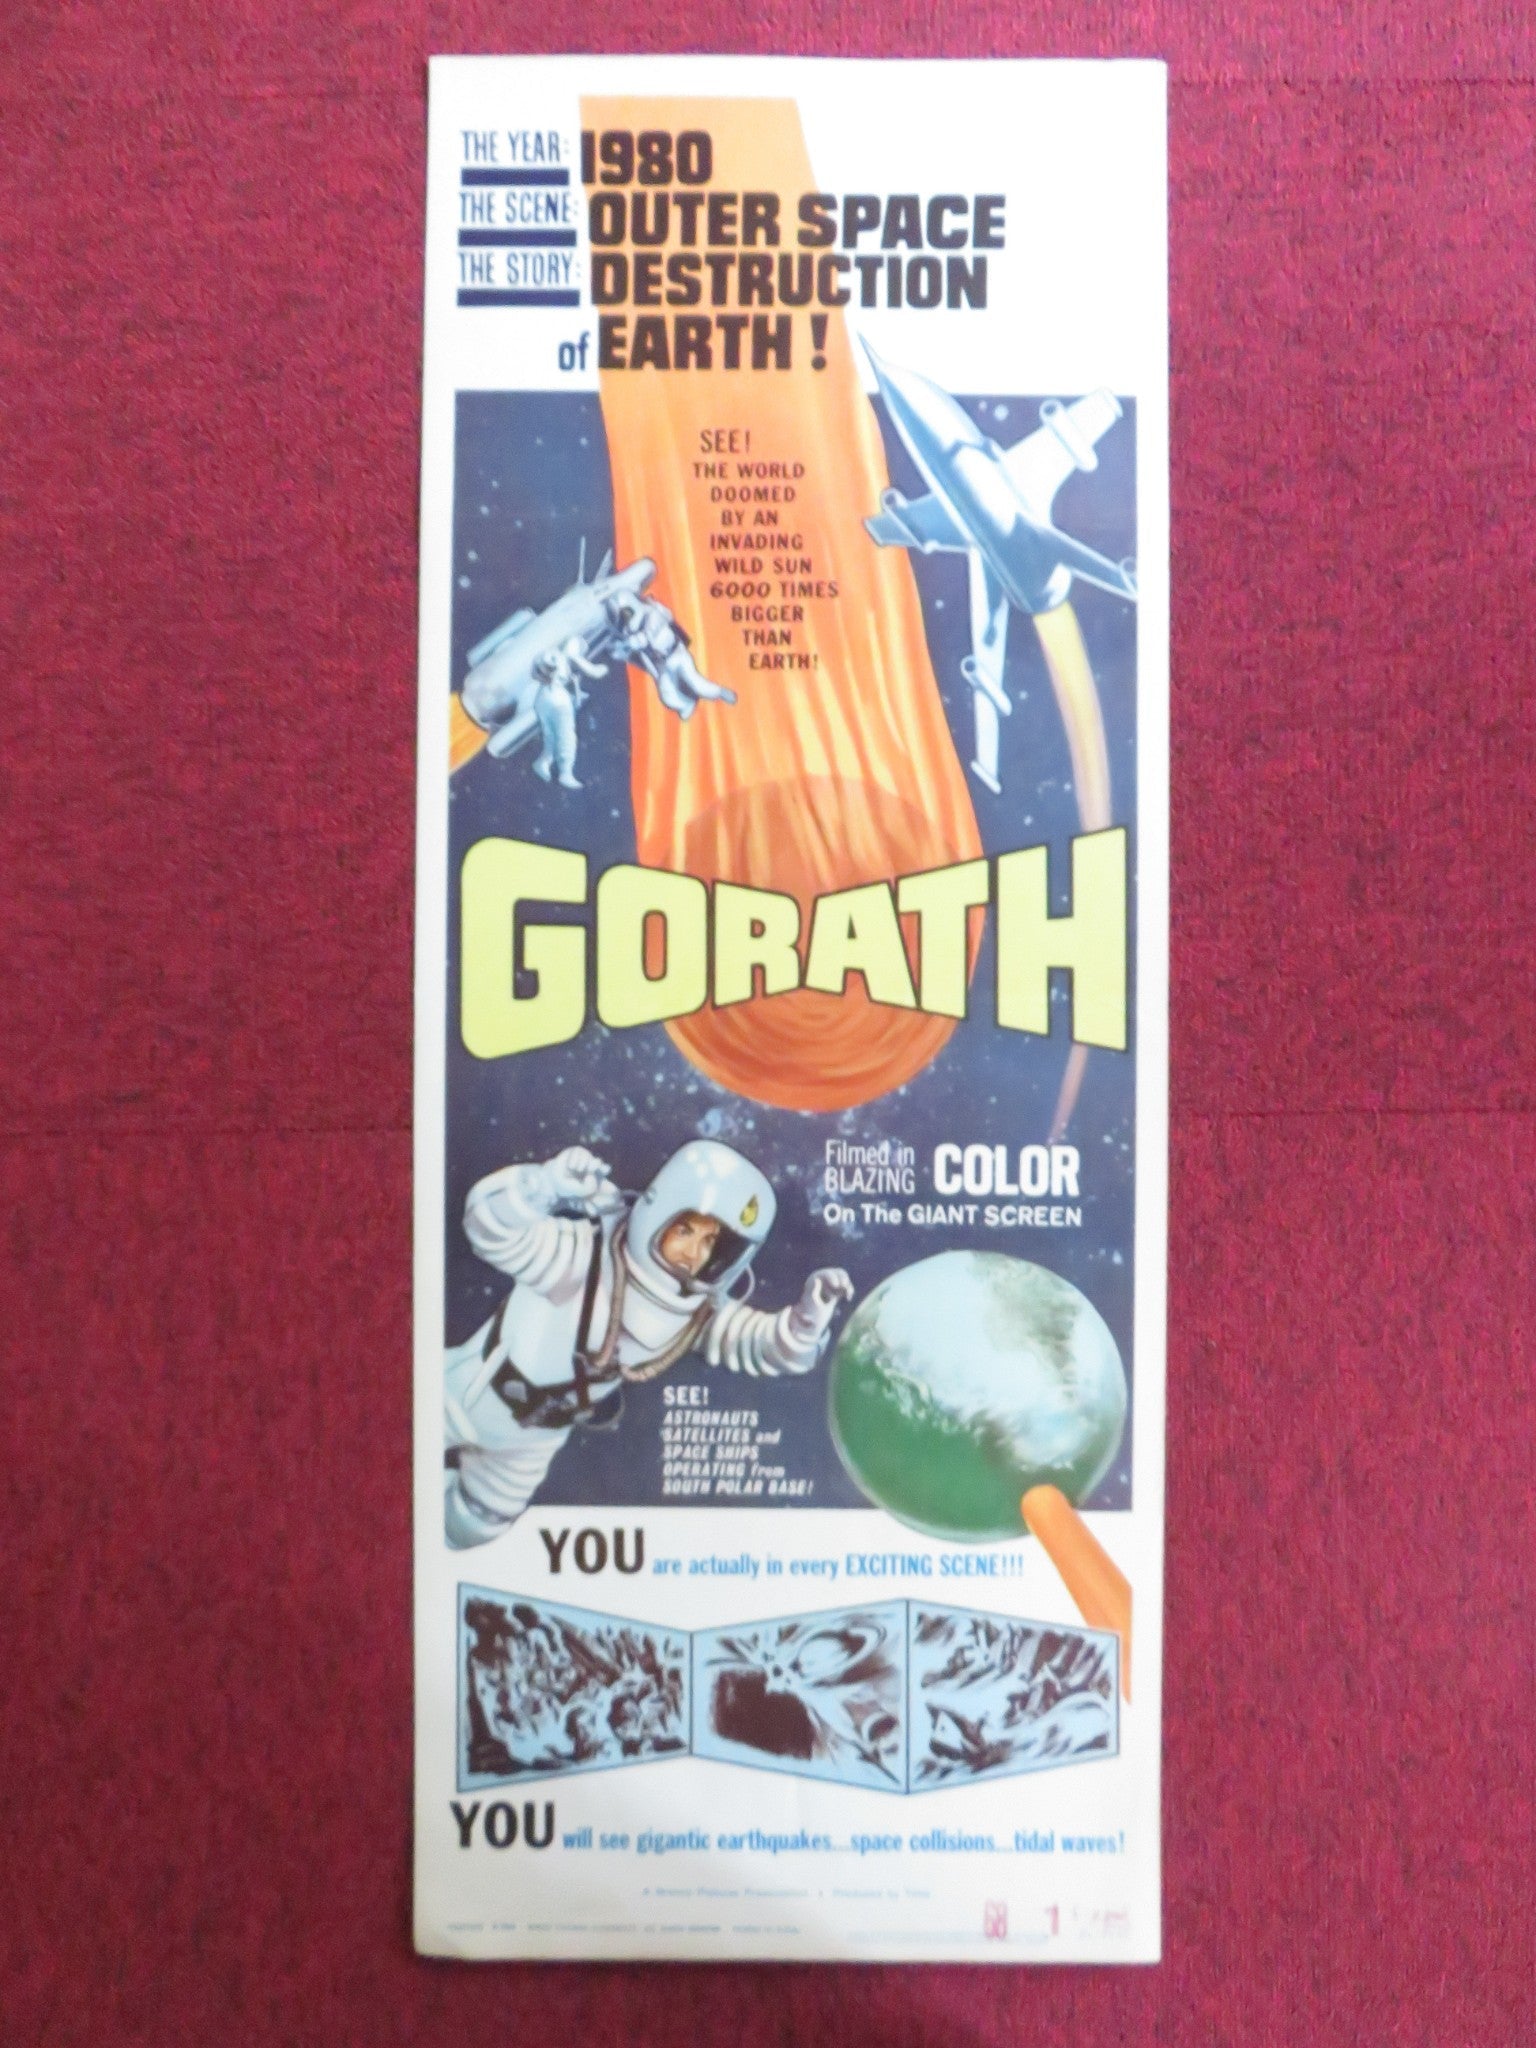 THE YEAR: 1980
THE SCENE: OUTER SPACE
THE STORY: DESTRUCTION
of EARTH!
SEE!
THE WORLD
DOOMED
BY AN
INVADING
WILD SUN
6000 TIMES
BIGGER
THAN
EARTH!
GORATH
Filmed in
BLAZING COLOR
On The GIANT SCREEN
SEE!
ASTRONAUTS
SATELLITES and
SPACE SHIPS
OPERATING from
SOUTH POLAR BASE!
YOU are actually in every EXCITING SCENE!!!
YOU will see gigantic earthquakes...space collisions...tidal waves!